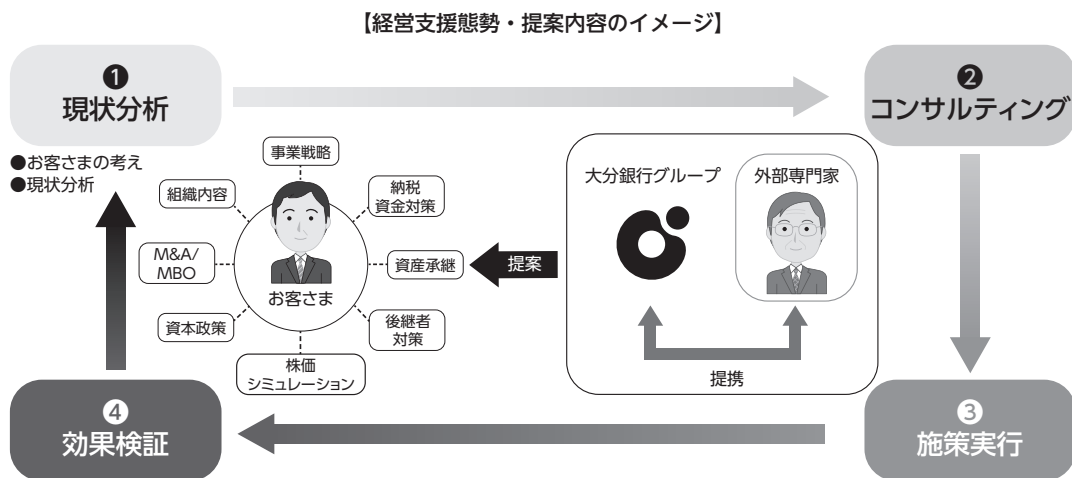 【経営支援態勢・提案内容のイメージ】
❶
現状分析
❷
コンサルティング
●お客さまの考え
●現状分析
事業戦略
組織内容
納税
資金対策
M&A/
MBO
資産承継
お客さま
資本政策
後継者
対策
株価
シミュレーション
提案
大分銀行グループ
外部専門家
提携
❹
効果検証
❸
施策実行